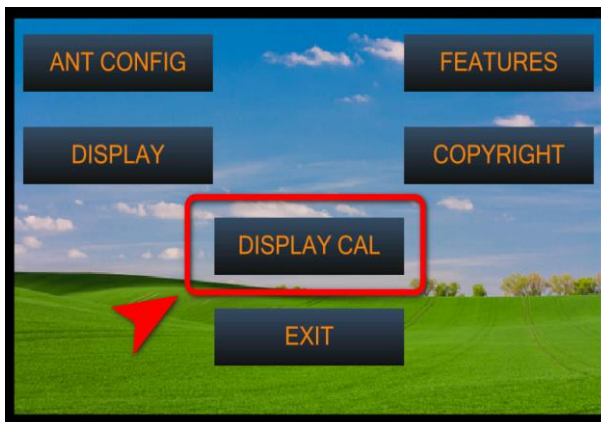 ANT CONFIG
FEATURES
DISPLAY
COPYRIGHT
DISPLAY CAL
EXIT